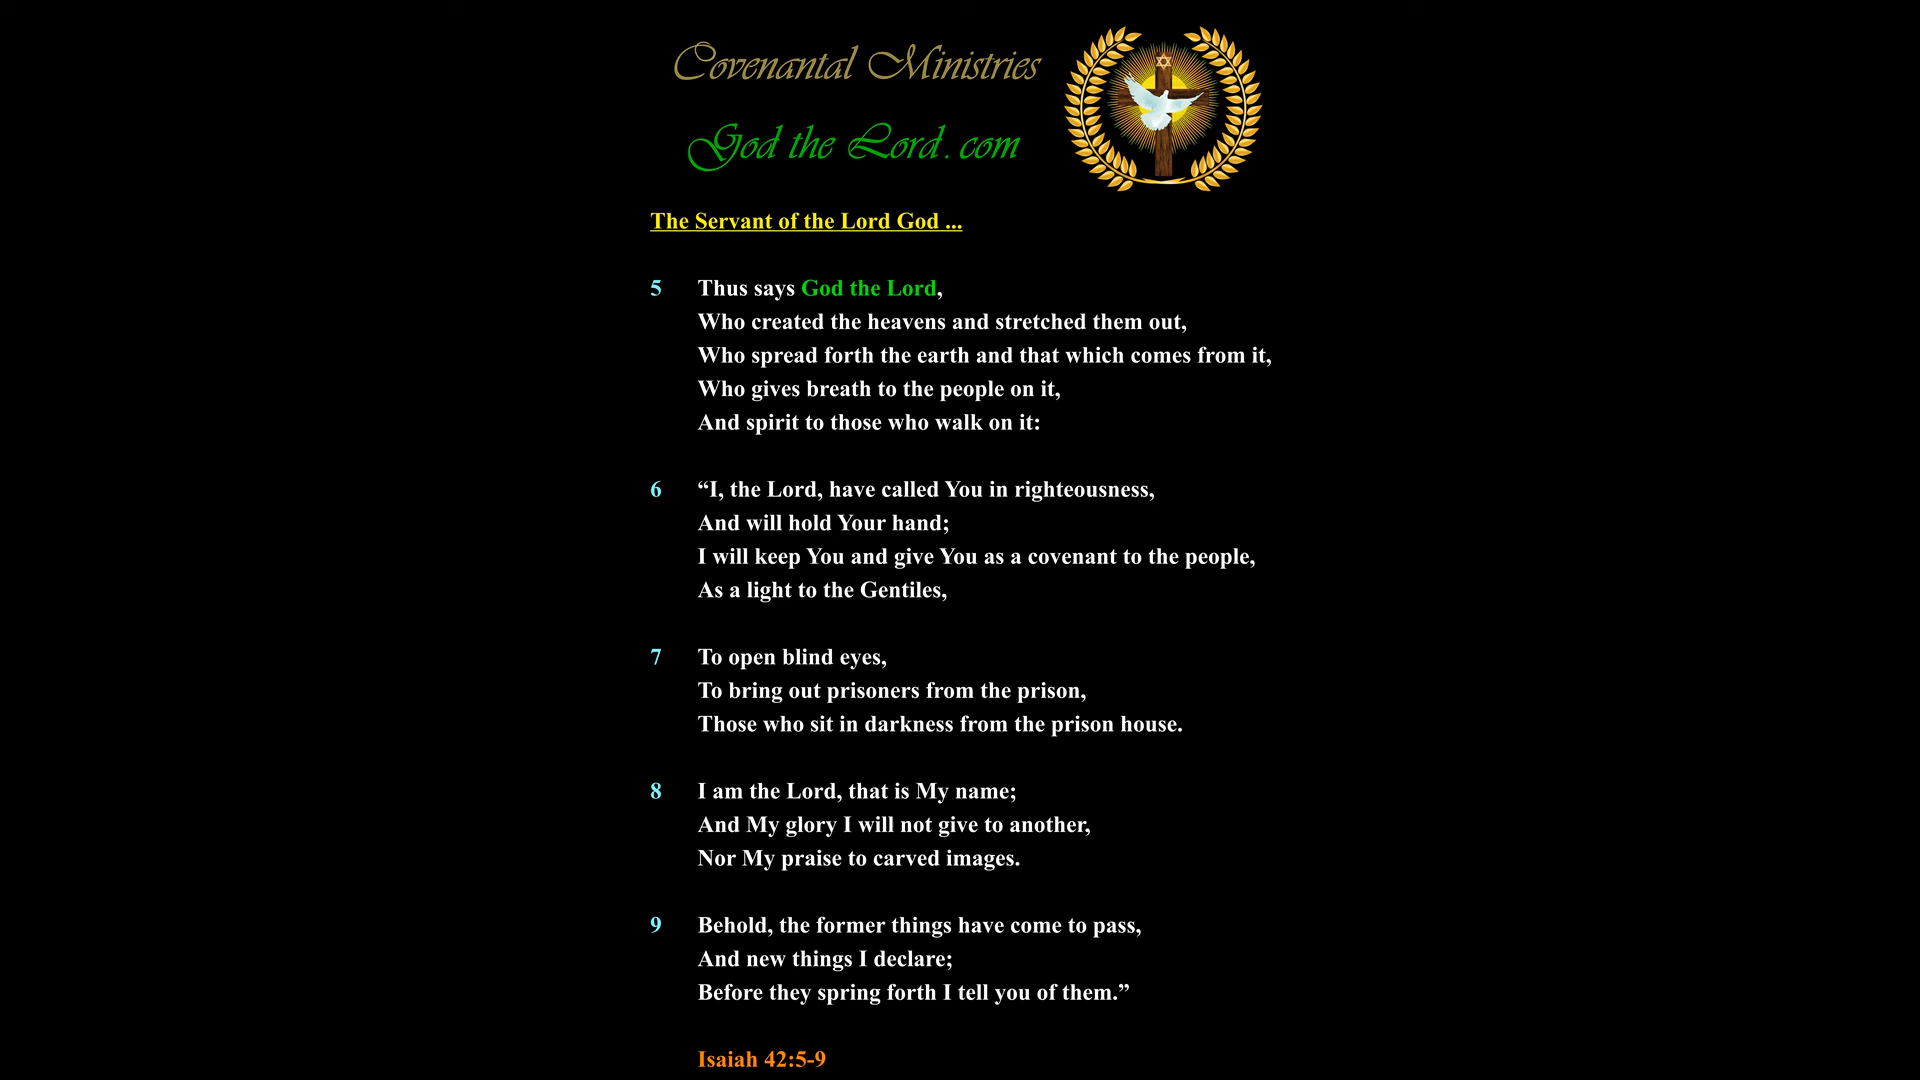 Covenantal Ministries
God the Lord . com
The Servant of the Lord God ...
5 Thus says God the Lord,
Who created the heavens and stretched them out,
Who spread forth the earth and that which comes from it,
Who gives breath to the people on it,
And spirit to those who walk on it:
6 “I, the Lord, have called You in righteousness,
And will hold Your hand;
I will keep You and give You as a covenant to the people,
As a light to the Gentiles,
7 To open blind eyes,
To bring out prisoners from the prison,
Those who sit in darkness from the prison house.
8 I am the Lord, that is My name;
And My glory I will not give to another,
Nor My praise to carved images.
9 Behold, the former things have come to pass,
And new things I declare;
Before they spring forth I tell you of them.”
Isaiah 42:5-9